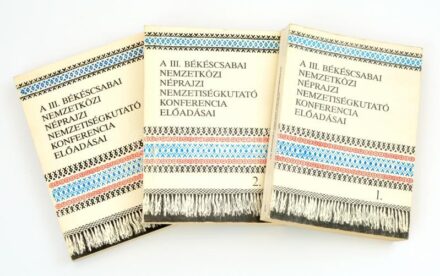 A III. BÉKÉSCSABAI
NEMZETKÖZI
NÉPRAJZI
NEMZETISÉGKUTATÓ
KONFERENCIA
ELŐADÁSAI
A III. BÉKÉSCSABAI
NEMZETKÖZI
NÉPRAJZI
NEMZETISÉGKUTATÓ
KONFERENCIA
ELŐADÁSAI
2.
A III. BÉKÉSCSABAI
NEMZETKÖZI
NÉPRAJZI
NEMZETISÉGKUTATÓ
KONFERENCIA
ELŐADÁSAI
1.